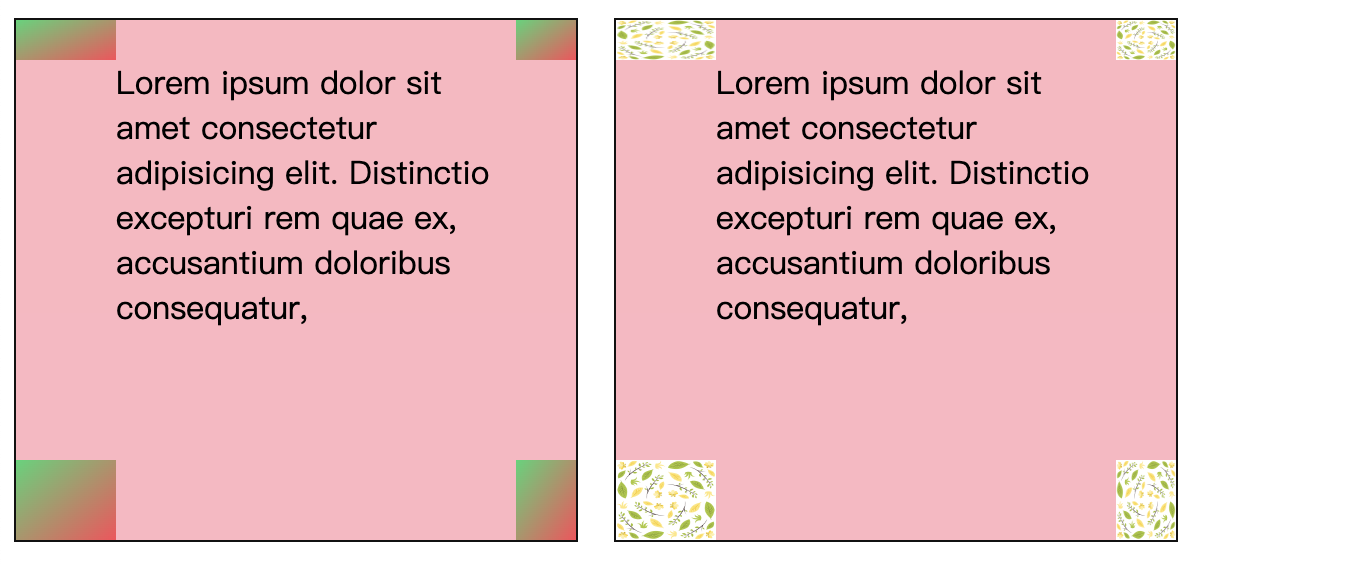 Lorem ipsum dolor sit
amet consectetur
adipisicing elit. Distinctio
excepturi rem quae ex,
accusantium doloribus
consequatur,
Lorem ipsum dolor sit
amet consectetur
adipisicing elit. Distinctio
excepturi rem quae ex,
accusantium doloribus
consequatur,